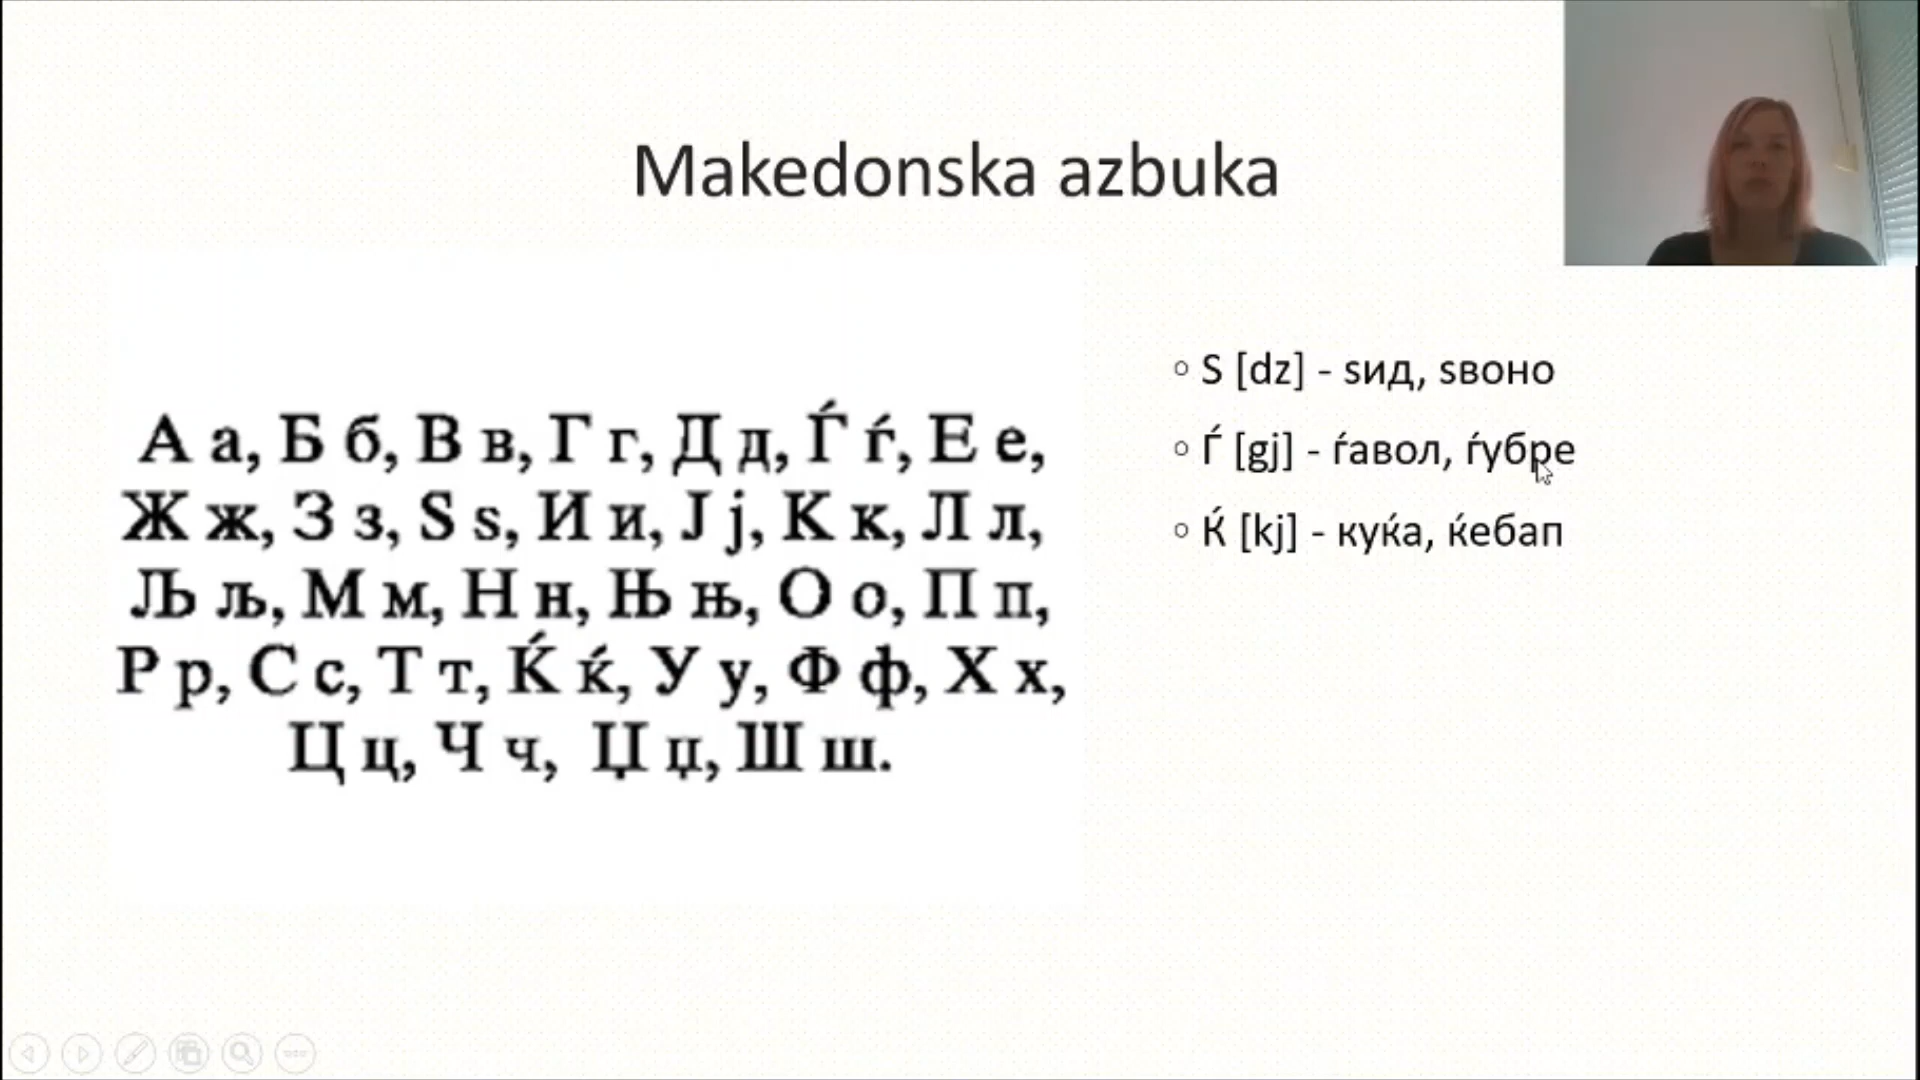 Makedonska azbuka
А а, Б б, В в, Г г, Д д, Ѓ ѓ, Е е,
Ж ж, З з, Ѕ ѕ, И и, Ј ј, К к, Л л,
Љ љ, М м, Н н, Њ њ, О о, П п,
Р р, С с, Т т, Ќ ќ, У у, Ф ф, Х х,
Ц ц, Ч ч, Џ џ, Ш ш.
Ѕ [dz] - ѕид, ѕвоно
Ѓ [gj] - ѓавол, ѓубре
Ќ [kj] - куќа, ќебап